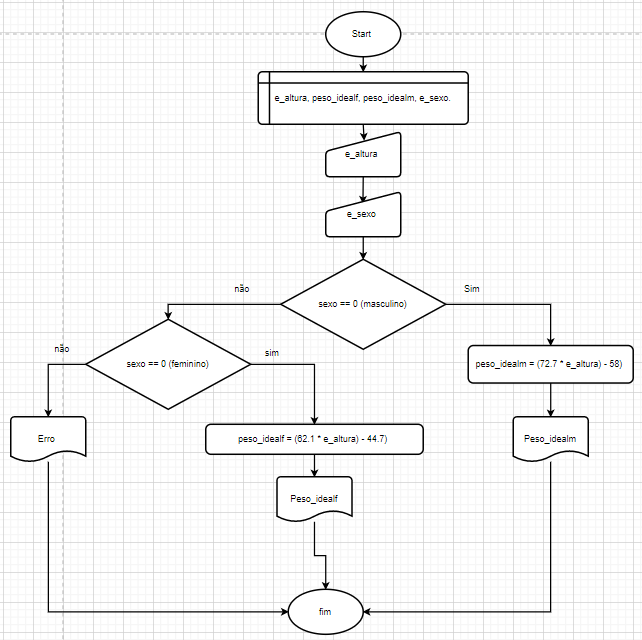 Start
e_altura, peso_idealf, peso_idealm, e_sexo.
e_altura
e_sexo
sexo == 0 (masculino)
não
Sim
sexo == 0 (feminino)
não
sim
peso_idealm = (72.7 * e_altura) - 58)
Erro
peso_idealf = (62.1 * e_altura) - 44.7)
Peso_idealm
Peso_idealf
fim